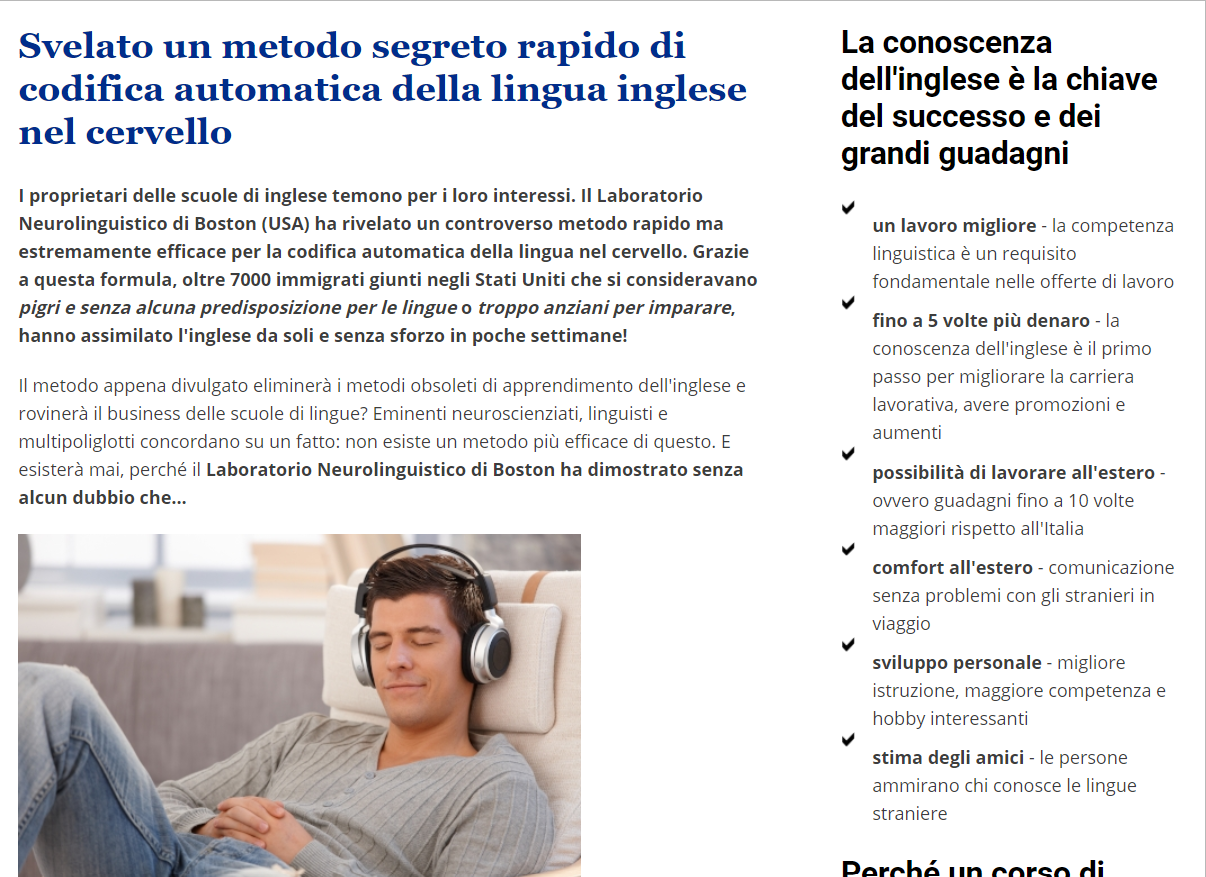 Svelato un metodo segreto rapido di
codifica automatica della lingua inglese
nel cervello
I proprietari delle scuole di inglese temono per i loro interessi. Il Laboratorio
Neurolinguistico di Boston (USA) ha rivelato un controverso metodo rapido ma
estremamente efficace per la codifica automatica della lingua nel cervello. Grazie
a questa formula, oltre 7000 immigrati giunti negli Stati Uniti che si consideravano
pigri e senza alcuna predisposizione per le lingue o troppo anziani per imparare,
hanno assimilato l'inglese da soli e senza sforzo in poche settimane!
Il metodo appena divulgato eliminerà i metodi obsoleti di apprendimento dell'inglese e
rovinerà il business delle scuole di lingue? Eminenti neuroscienziati, linguisti e
multipoliglotti concordano su un fatto: non esiste un metodo più efficace di questo. E
esisterà mai, perché il Laboratorio Neurolinguistico di Boston ha dimostrato senza
alcun dubbio che...
La conoscenza
dell'inglese è la chiave
del successo e dei
grandi guadagni
un lavoro migliore - la competenza
linguistica è un requisito
fondamentale nelle offerte di lavoro
fino a 5 volte più denaro - la
conoscenza dell'inglese è il primo
passo per migliorare la carriera
lavorativa, avere promozioni e
aumenti
possibilità di lavorare all'estero -
ovvero guadagni fino a 10 volte
maggiori rispetto all'Italia
comfort all'estero - comunicazione
senza problemi con gli stranieri in
viaggio
sviluppo personale - migliore
istruzione, maggiore competenza e
hobby interessanti
stima degli amici - le persone
ammirano chi conosce le lingue
straniere
Perché un corso di